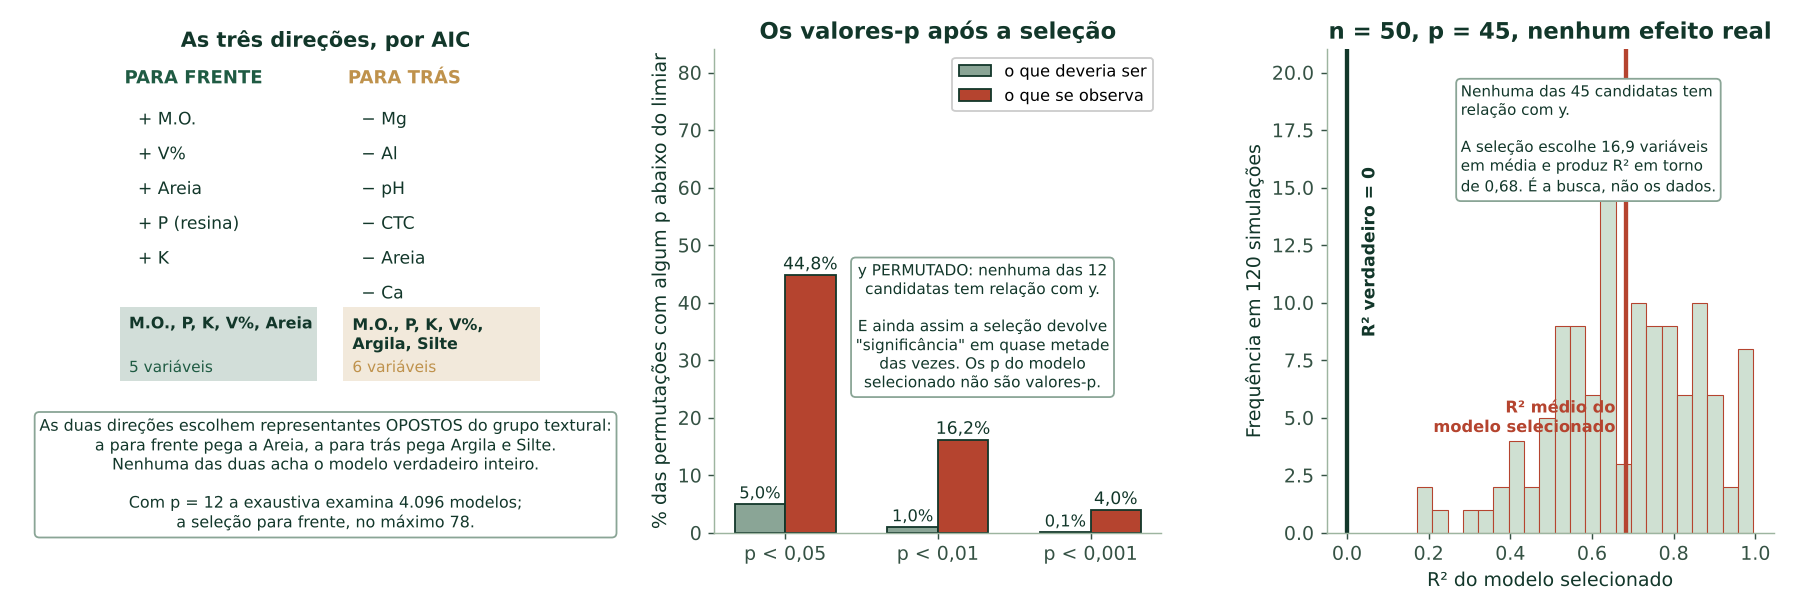 As três direções, por AIC
PARA FRENTE
PARA TRÁS
+ M.O.
− Mg
+ V%
− Al
+ Areia
− pH
+ P (resina)
− CTC
+ K
− Areia
− Ca
M.O., P, K, V%, Areia
5 variáveis
M.O., P, K, V%,
Argila, Silte
6 variáveis
As duas direções escolhem representantes OPOSTOS do grupo textural:
a para frente pega a Areia, a para trás pega Argila e Silte.
Nenhuma das duas acha o modelo verdadeiro inteiro.
Com p = 12 a exaustiva examina 4.096 modelos;
a seleção para frente, no máximo 78.
Os valores-p após a seleção
% das permutações com algum p abaixo do limiar
80
70
60
50
40
30
20
10
0
o que deveria ser
o que se observa
44,8%
5,0%
16,2%
1,0%
4,0%
0,1%
y PERMUTADO: nenhuma das 12
candidatas tem relação com y.
E ainda assim a seleção devolve
"significância" em quase metade
das vezes. Os p do modelo
selecionado não são valores-p.
p < 0,05
p < 0,01
p < 0,001
n = 50, p = 45, nenhum efeito real
Frequência em 120 simulações
20.0
17.5
15.0
12.5
10.0
7.5
5.0
2.5
0.0
Nenhuma das 45 candidatas tem
relação com y.
A seleção escolhe 16,9 variáveis
em média e produz R² em torno
de 0,68. É a busca, não os dados.
R² verdadeiro = 0
R² médio do
modelo selecionado
0.0
0.2
0.4
0.6
0.8
1.0
R² do modelo selecionado